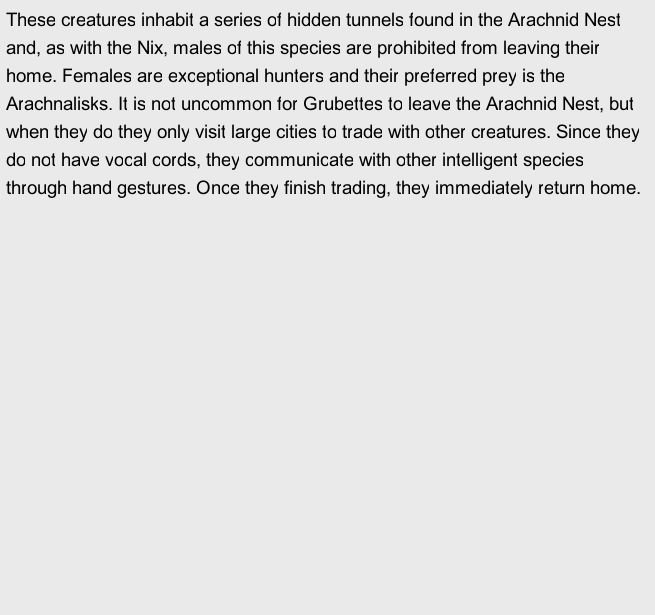 These creatures inhabit a series of hidden tunnels found in the Arachnid Nest
and, as with the Nix, males of this species are prohibited from leaving their
home. Females are exceptional hunters and their preferred prey is the
Arachnalisks. It is not uncommon for Grubettes to leave the Arachnid Nest, but
when they do they only visit large cities to trade with other creatures. Since they
do not have vocal cords, they communicate with other intelligent species
through hand gestures. Once they finish trading, they immediately return home.